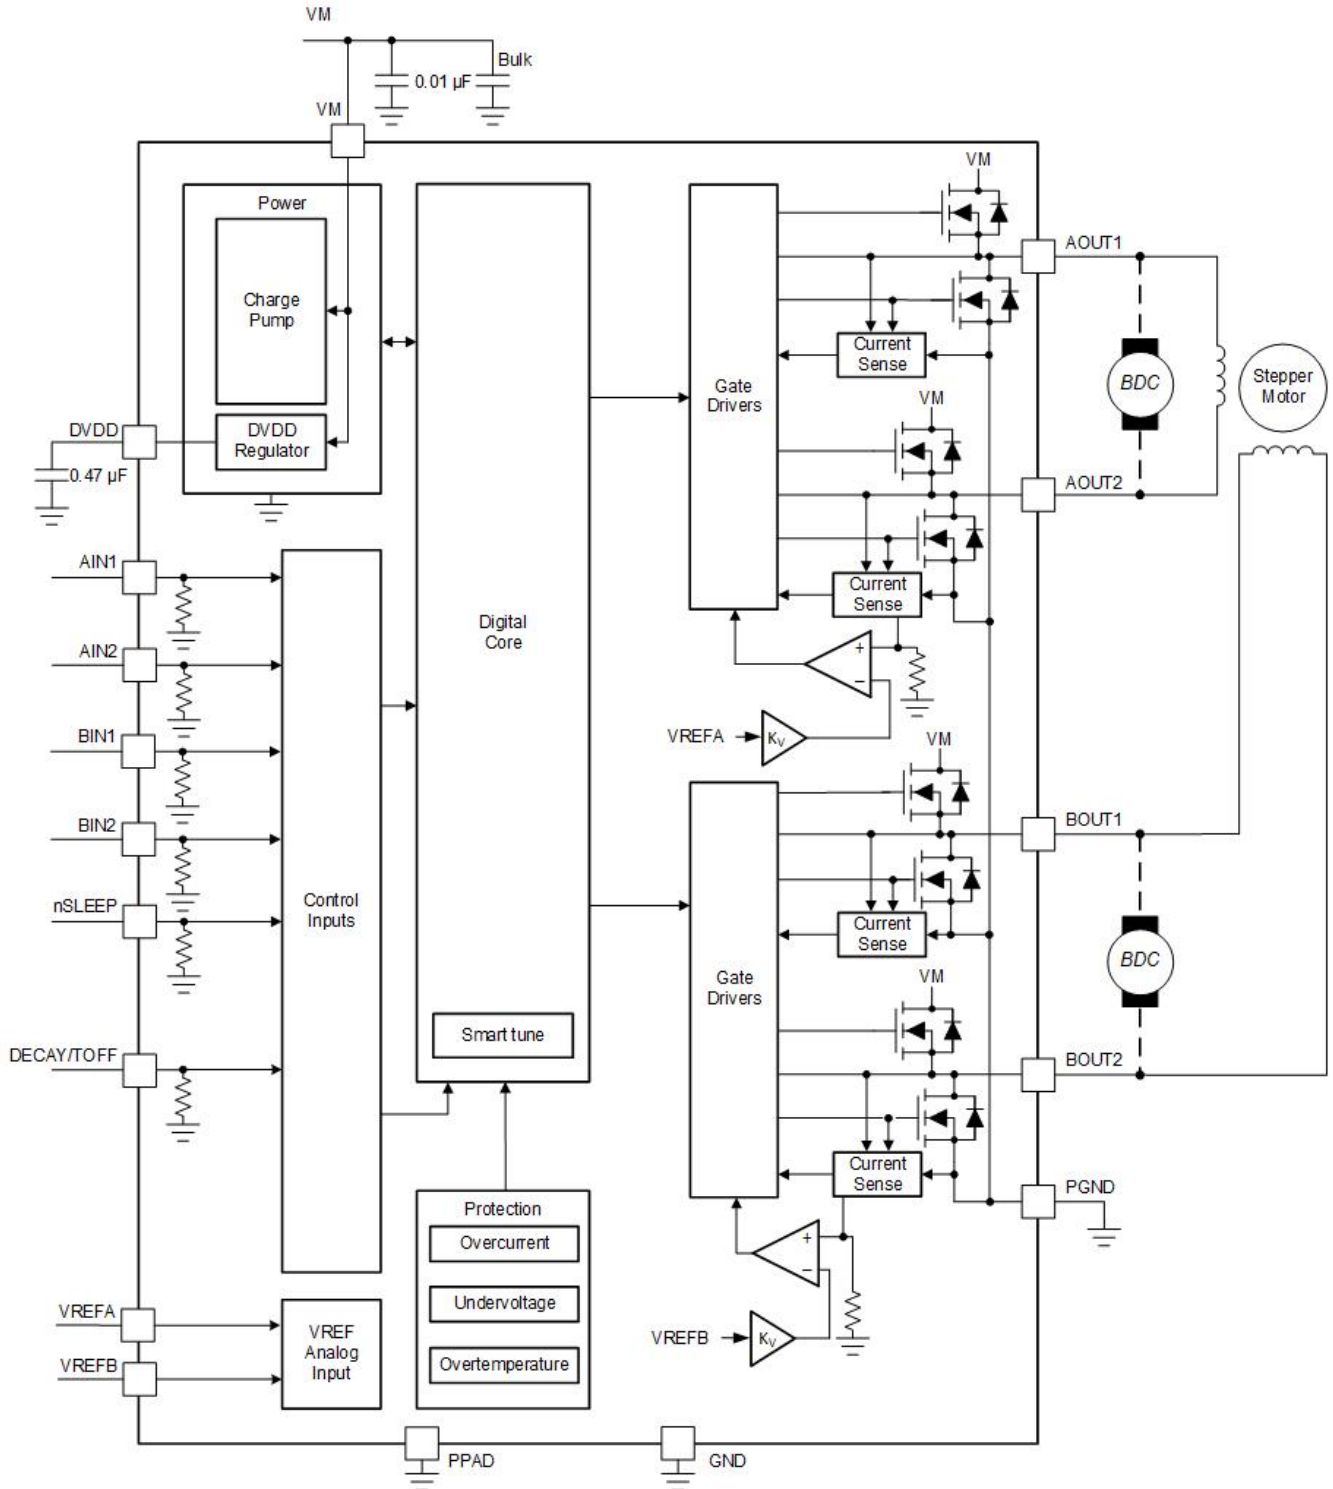 VM
Bulk
0.01 µF
VM
Power
Charge
Pump
DVDD
Regulator
DVDD
0.47 µF
AIN1
AIN2
BIN1
BIN2
nSLEEP
DECAY/TOFF
VREFA
VREFB
Control
Inputs
VREF
Analog
Input
Digital
Core
Smart tune
Protection
Overcurrent
Undervoltage
Overtemperature
PPAD
GND
Gate
Drivers
VM
Current
Sense
VM
Current
Sense
+
−
VREFA
KV
Gate
Drivers
VM
Current
Sense
VM
Current
Sense
+
−
VREFB
KV
AOUT1
BDC
Stepper
Motor
AOUT2
BOUT1
BDC
BOUT2
PGND